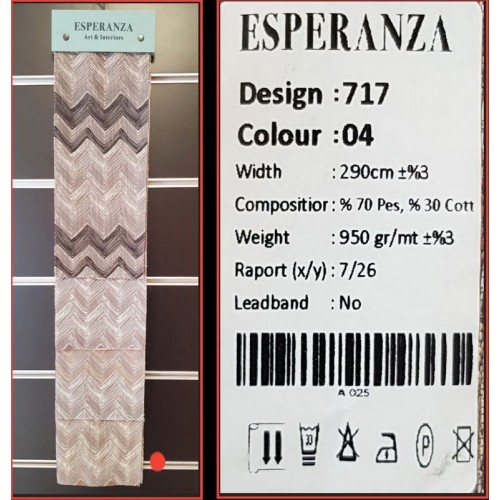 ESPERANZA
Art & Interiors
ESPERANZA
Design :717
Colour :04
Width : 290cm ±%3
Compositior : % 70 Pes, % 30 Cott
Weight : 950 gr/mt ±%3
Raport (x/y) : 7/26
Leadband : No
A 025
30
P